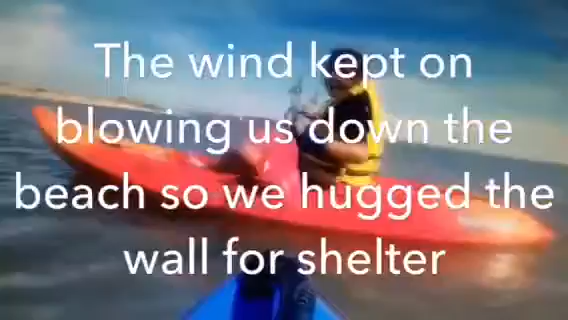 The wind kept on
blowing us down the
beach so we hugged the
wall for shelter